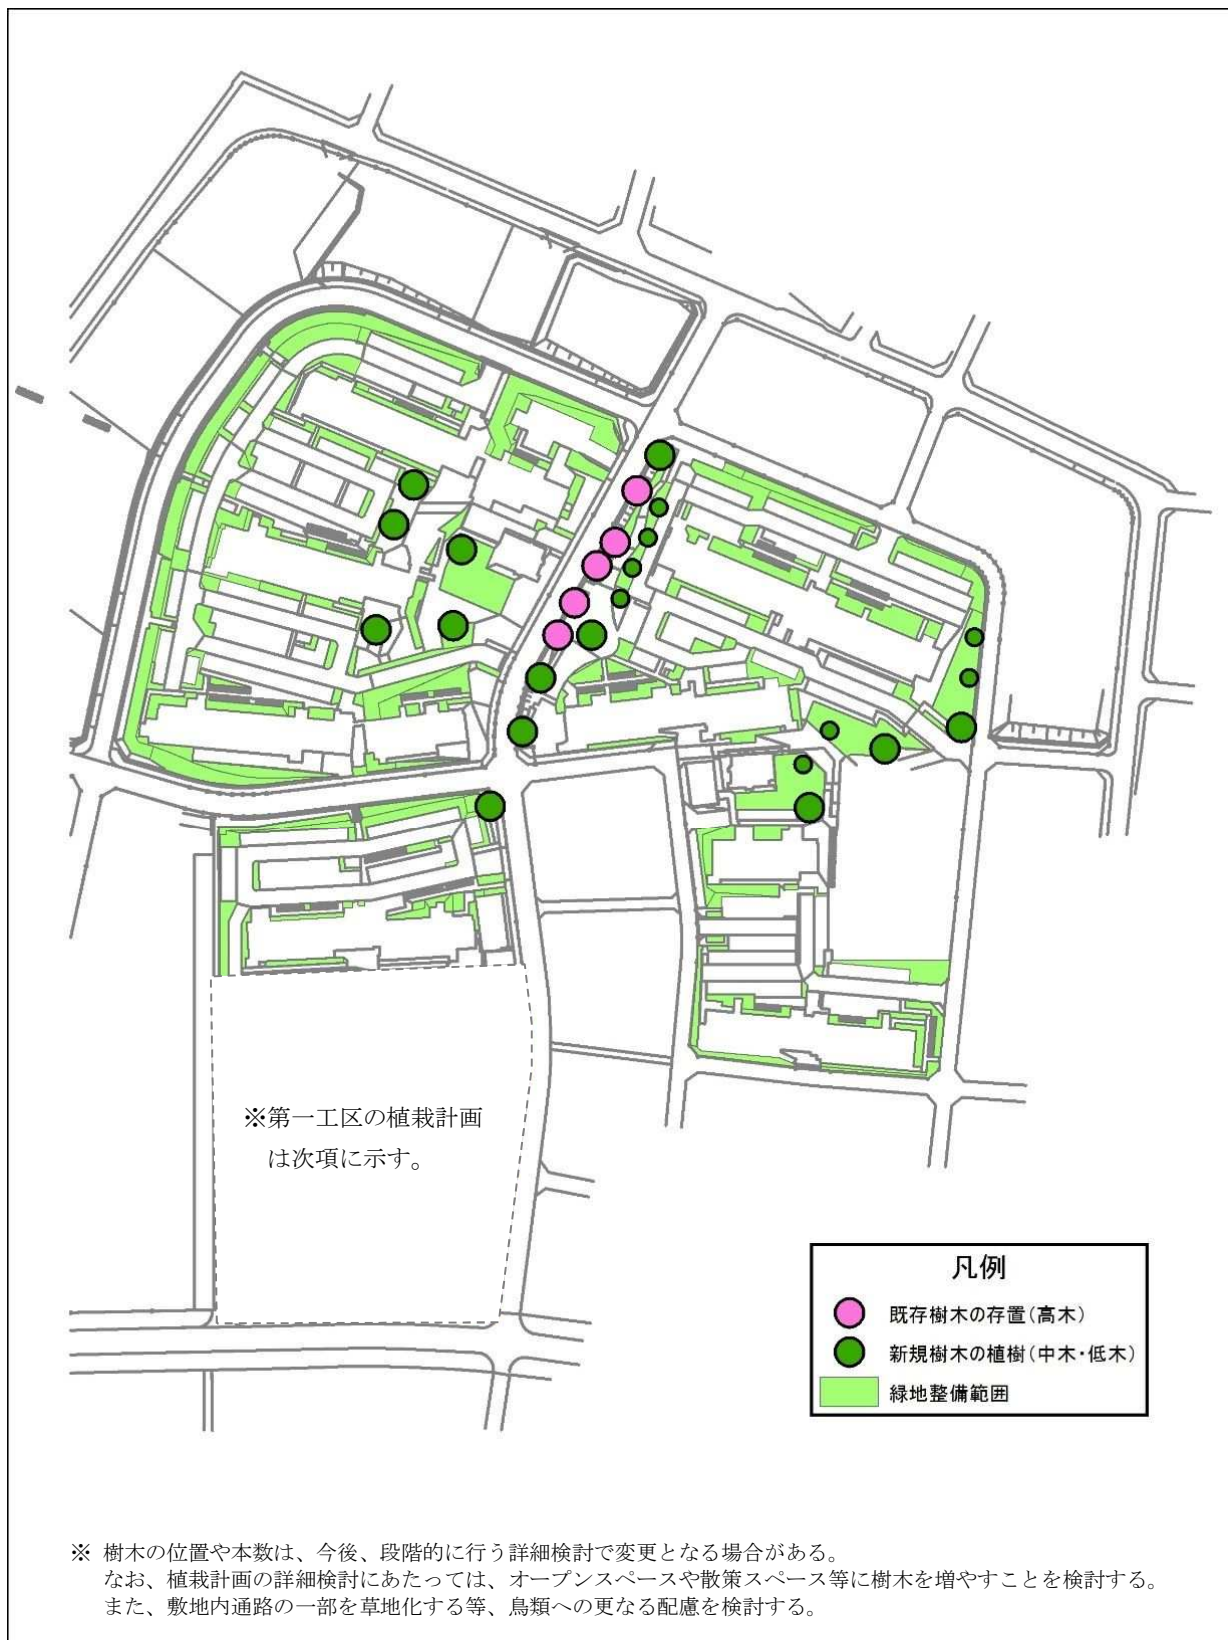 ※第一工区の植栽計画
は次項に示す。
凡例
既存樹木の存置(高木)
新規樹木の植樹(中木・低木)
緑地整備範囲
※ 樹木の位置や本数は、今後、段階的に行う詳細検討で変更となる場合がある。
なお、植栽計画の詳細検討にあたっては、オープンスペースや散策スペース等に樹木を増やすことを検討する。
また、敷地内通路の一部を草地化する等、鳥類への更なる配慮を検討する。